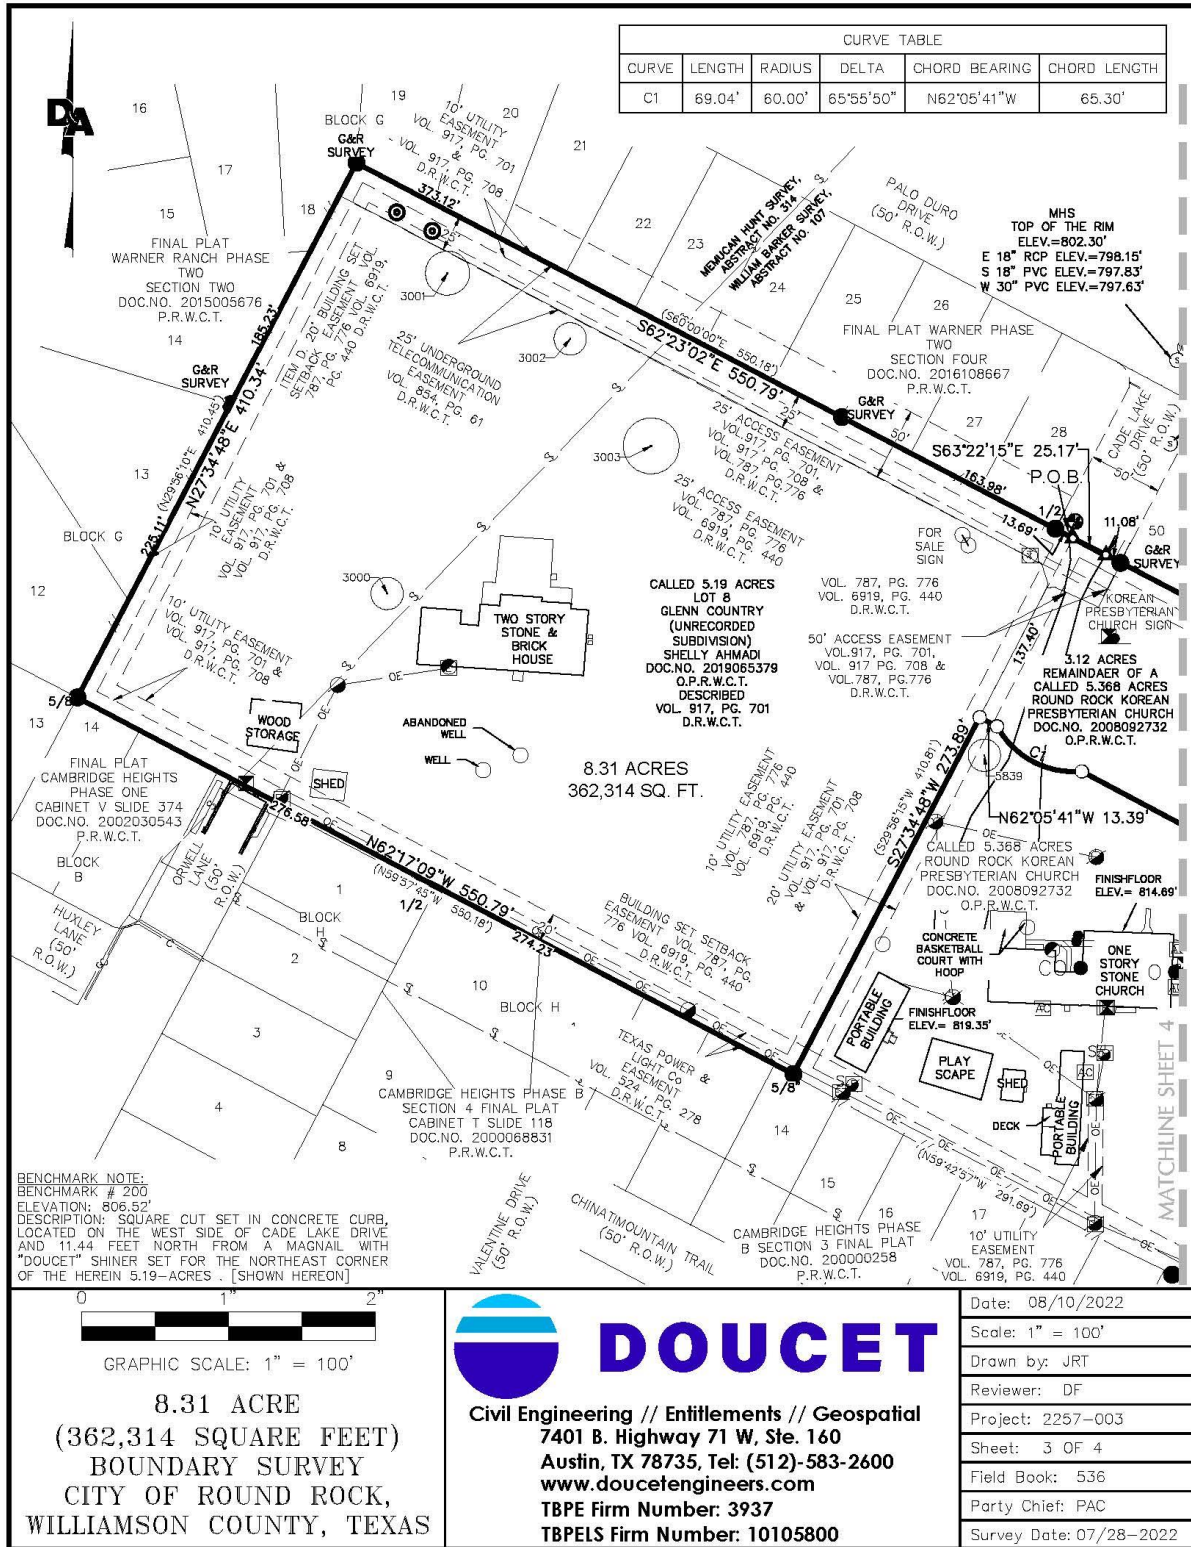 CURVE TABLE
CURVE LENGTH RADIUS DELTA CHORD BEARING CHORD LENGTH
C1 69.04' 60.00' 65°55'50" N62°05'41"W 65.30'
DA
16
17
15
14
13
12
18
19
20
21
22
23
24
25
26
27
28
50
BLOCK G
G&R
SURVEY
10' UTILITY
EASEMENT
VOL. 917, PG. 701
&
VOL. 917, PG. 708
D.R.W.C.T.
373.12'
25'
MEMUCAN HUNT SURVEY,
ABSTRACT NO. 314
WILLIAM BARKER SURVEY,
ABSTRACT NO. 107
PALO DURO
DRIVE
(50'
R.O.W.)
MHS
TOP OF THE RIM
ELEV.=802.30'
E 18" RCP ELEV.=798.15'
S 18" PVC ELEV.=797.83'
W 30" PVC ELEV.=797.63'
FINAL PLAT
WARNER RANCH PHASE
TWO
SECTION TWO
DOC.NO. 2015005676
P.R.W.C.T.
185.23'
G&R
SURVEY
ITEM D. 20' BUILDING SET
SETBACK EASEMENT VOL.
787, PG. 776 VOL. 6919,
PG. 440 D.R.W.C.T.
3001
3002
25' UNDERGROUND
TELECOMMUNICATION
EASEMENT
VOL. 854, PG. 61
D.R.W.C.T.
(S60°00'00"E 550.18')
S62°23'02"E 550.79'
FINAL PLAT WARNER PHASE
TWO
SECTION FOUR
DOC.NO. 2016108667
P.R.W.C.T.
G&R
SURVEY
25'
50'
CADE LAKE
DRIVE
(50' R.O.W.)
50'
S63°22'15"E 25.17'
163.98'
P.O.B.
1/2
13.69'
11.08'
G&R
SURVEY
(N29°56'10"E 410.45')
N27°34'48"E 410.34'
225.11'
BLOCK G
10' UTILITY
EASEMENT
VOL. 917, PG. 701 &
VOL. 917, PG. 708
D.R.W.C.T.
3003
25' ACCESS EASEMENT
VOL.917, PG. 701,
VOL. 917 PG. 708 &
VOL.787, PG.776
D.R.W.C.T.
25' ACCESS EASEMENT
VOL. 787, PG. 776
VOL. 6919, PG. 440
D.R.W.C.T.
FOR
SALE
SIGN
VOL. 787, PG. 776
VOL. 6919, PG. 440
D.R.W.C.T.
KOREAN
PRESBYTERIAN
CHURCH SIGN
3000
10' UTILITY EASEMENT
VOL. 917, PG. 701 &
VOL. 917, PG. 708
D.R.W.C.T.
TWO STORY
STONE &
BRICK
HOUSE
CALLED 5.19 ACRES
LOT 8
GLENN COUNTRY
(UNRECORDED
SUBDIVISION)
SHELLY AHMADI
DOC.NO. 2019065379
O.P.R.W.C.T.
DESCRIBED
VOL. 917, PG. 701
D.R.W.C.T.
50' ACCESS EASEMENT
VOL.917, PG. 701,
VOL. 917 PG. 708 &
VOL.787, PG.776
D.R.W.C.T.
137.40'
3.12 ACRES
REMAINDAER OF A
CALLED 5.368 ACRES
ROUND ROCK KOREAN
PRESBYTERIAN CHURCH
DOC.NO. 2008092732
O.P.R.W.C.T.
5/8
13
14
OE
OE
WOOD
STORAGE
ABANDONED
WELL
WELL
SHED
8.31 ACRES
362,314 SQ. FT.
C1
5839
N62°05'41"W 13.39'
(S29°56'15"W 410.81')
S27°34'48"W 273.89'
FINAL PLAT
CAMBRIDGE HEIGHTS
PHASE ONE
CABINET V SLIDE 374
DOC.NO. 2002030543
P.R.W.C.T.
BLOCK
B
276.58'
ORWELL
LANE
(50'
R.O.W.)
HUXLEY
LANE
(50'
R.O.W.)
N62°17'09"W 550.79'
(N59°57'45"W 550.18')
1/2
274.23'
20'
10' UTILITY EASEMENT
VOL. 787, PG. 776
VOL. 6919, PG. 440
D.R.W.C.T.
20' UTILITY EASEMENT
VOL. 917, PG. 701
& VOL. 917, PG. 708
D.R.W.C.T.
BUILDING SET SETBACK
EASEMENT VOL. 787, PG.
776 VOL. 6919, PG. 440
D.R.W.C.T.
CALLED 5.368 ACRES
ROUND ROCK KOREAN
PRESBYTERIAN CHURCH
DOC.NO. 2008092732
O.P.R.W.C.T.
FINISHFLOOR
ELEV.= 814.69'
CONCRETE
BASKETBALL
COURT WITH
HOOP
ONE
STORY
STONE
CHURCH
CO
AC
PORTABLE
BUILDING
FINISHFLOOR
ELEV.= 819.35'
PLAY
SCAPE
SHED
AC
DECK
PORTABLE
BUILDING
MATCHLINE SHEET 4
1
2
3
4
BLOCK
H
10
BLOCK H
9
8
CAMBRIDGE HEIGHTS PHASE B
SECTION 4 FINAL PLAT
CABINET T SLIDE 118
DOC.NO. 2000068831
P.R.W.C.T.
TEXAS POWER &
LIGHT Co
EASEMENT
VOL. 524, PG. 278
D.R.W.C.T.
5/8"
14
15
16
17
(N59°42'57"W 291.69')
CAMBRIDGE HEIGHTS PHASE
B SECTION 3 FINAL PLAT
DOC.NO. 200000258
P.R.W.C.T.
10' UTILITY
EASEMENT
VOL. 787, PG. 776
VOL. 6919, PG. 440
VALENTINE DRIVE
(50' R.O.W.)
CHINATIMOUNTAIN TRAIL
(50' R.O.W.)
BENCHMARK NOTE:
BENCHMARK # 200
ELEVATION: 806.52'
DESCRIPTION: SQUARE CUT SET IN CONCRETE CURB,
LOCATED ON THE WEST SIDE OF CADE LAKE DRIVE
AND 11.44 FEET NORTH FROM A MAGNAIL WITH
"DOUCET" SHINER SET FOR THE NORTHEAST CORNER
OF THE HEREIN 5.19-ACRES . [SHOWN HEREON]
0 1" 2"
GRAPHIC SCALE: 1" = 100'
8.31 ACRE
(362,314 SQUARE FEET)
BOUNDARY SURVEY
CITY OF ROUND ROCK,
WILLIAMSON COUNTY, TEXAS
DOUCET
Civil Engineering // Entitlements // Geospatial
7401 B. Highway 71 W, Ste. 160
Austin, TX 78735, Tel: (512)-583-2600
www.doucetengineers.com
TBPE Firm Number: 3937
TBPELS Firm Number: 10105800
Date: 08/10/2022
Scale: 1" = 100'
Drawn by: JRT
Reviewer: DF
Project: 2257-003
Sheet: 3 OF 4
Field Book: 536
Party Chief: PAC
Survey Date: 07/28-2022